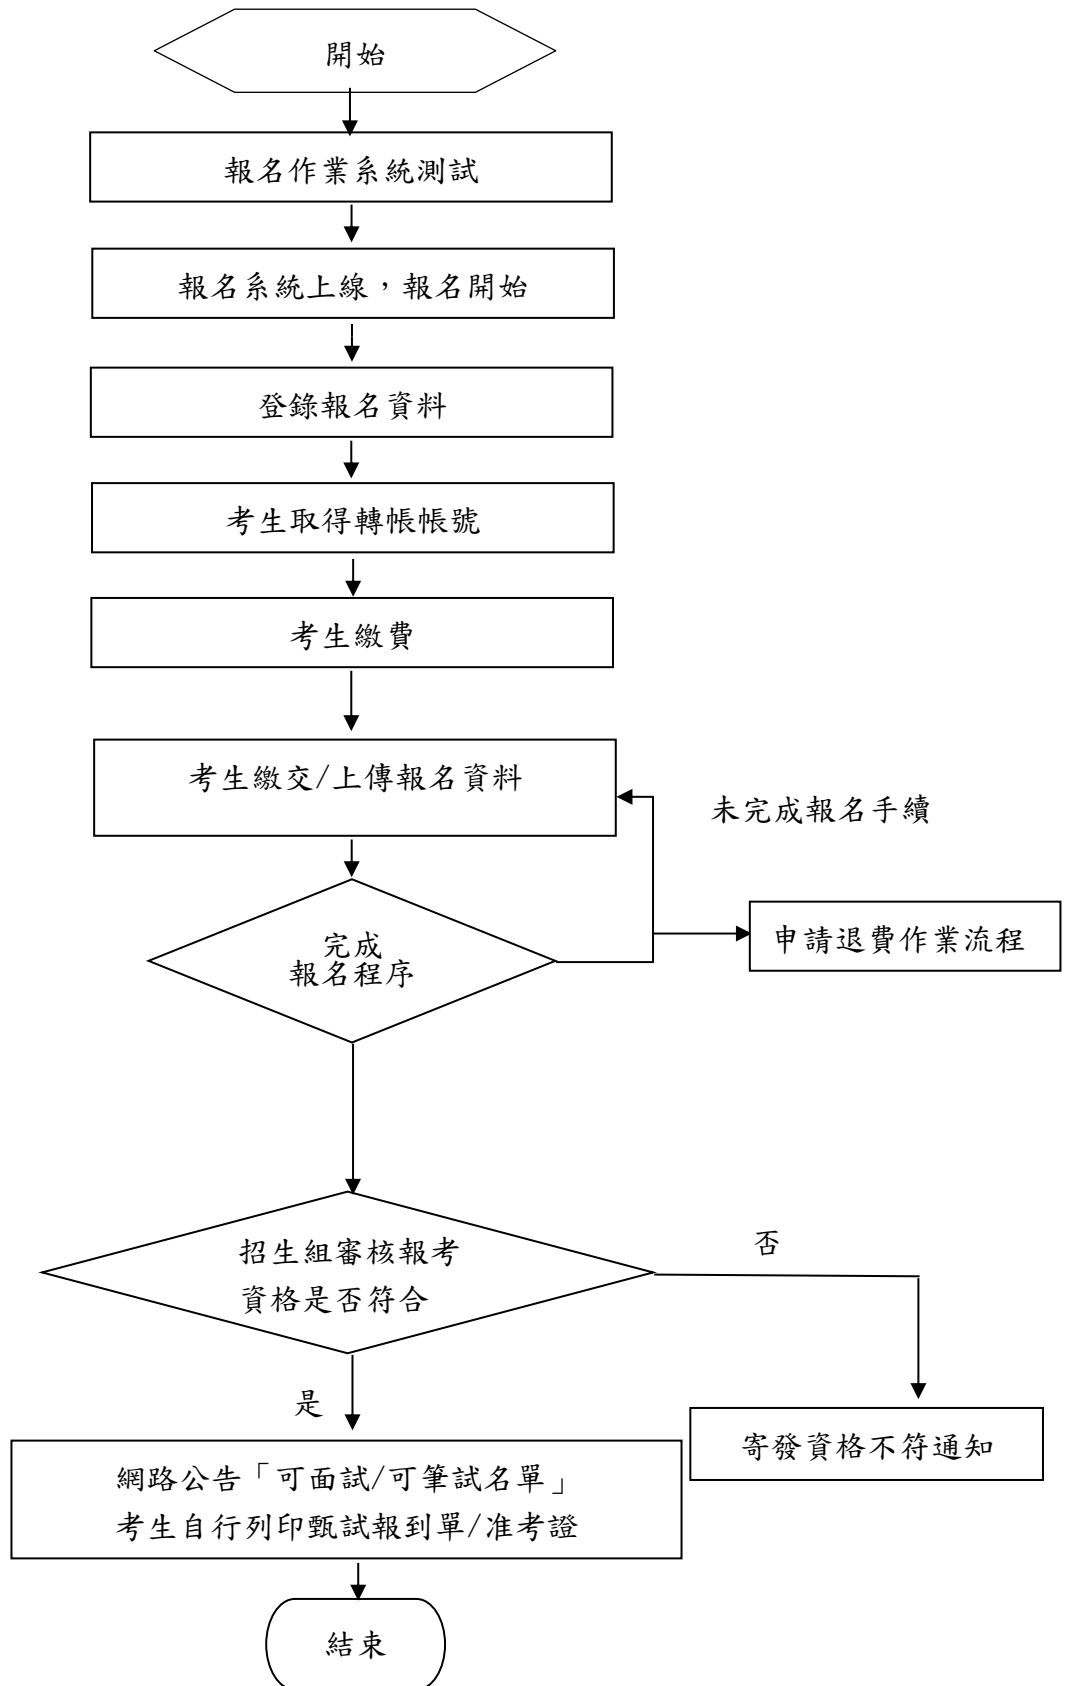 開始
報名作業系統測試
報名系統上線，報名開始
登錄報名資料
考生取得轉帳帳號
考生繳費
考生繳交/上傳報名資料
未完成報名手續
完成
報名程序
申請退費作業流程
招生組審核報考
資格是否符合
否
是
寄發資格不符通知
網路公告「可面試/可筆試名單」
考生自行列印甄試報到單/准考證
結束